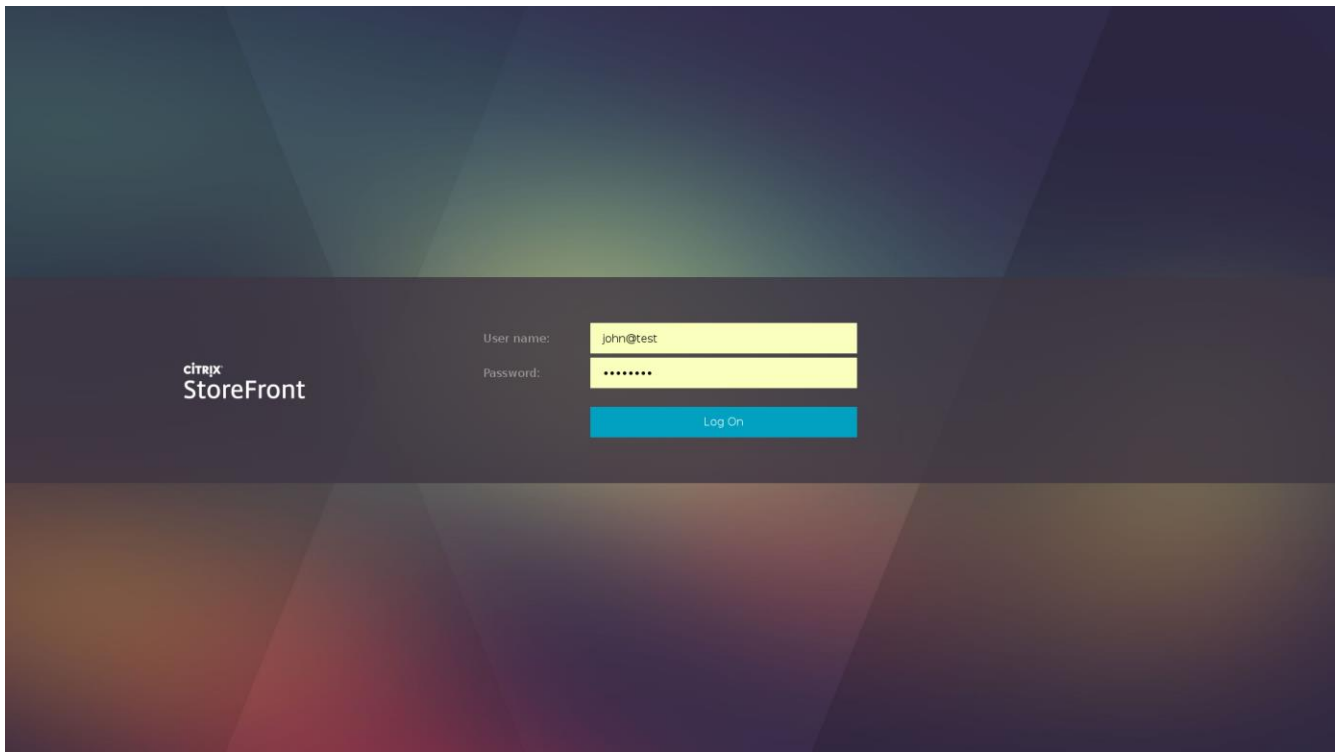 User name:
john@test
Password:
••••••••
citrix
StoreFront
Log On